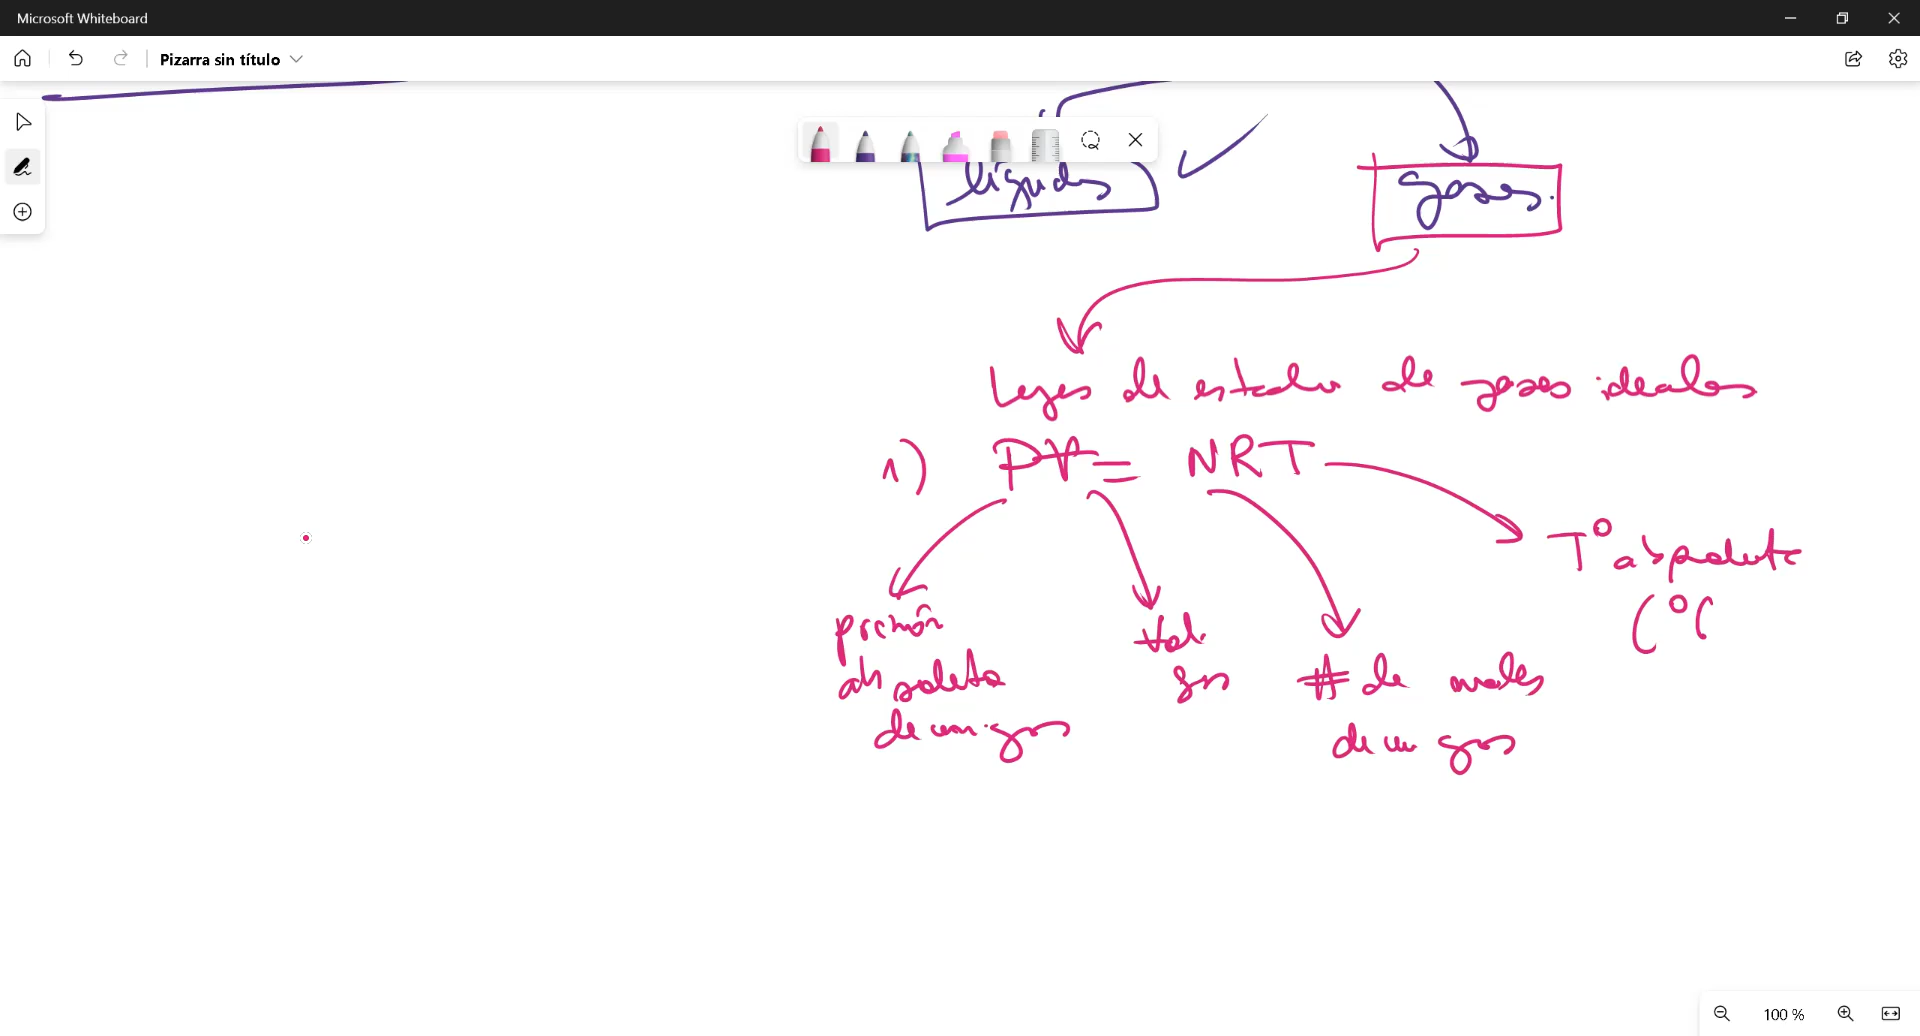 Microsoft Whiteboard
Pizarra sin título
líquidos
gases.
Leyes de estado de gases ideales
1) PV = NRT
T° absoluta
(°C
presión
absoluta
de un gas
Vol.
gas
# de moles
de un gas
100 %